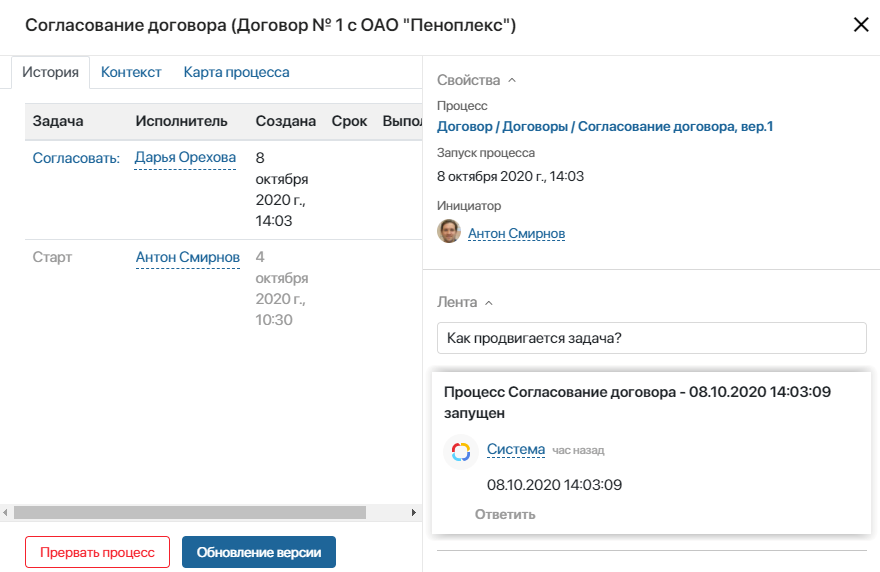 Согласование договора (Договор № 1 с ОАО "Пеноплекс")
История Контекст Карта процесса
Задача Исполнитель Создана Срок Выпол
Согласовать: Дарья Орехова 8
октября
2020 г.,
14:03
Старт Антон Смирнов 4
октября
2020 г.,
10:30
Прервать процесс Обновление версии
Свойства
Процесс
Договор / Договоры / Согласование договора, вер.1
Запуск процесса
8 октября 2020 г., 14:03
Инициатор
Антон Смирнов
Лента
Как продвигается задача?
Процесс Согласование договора - 08.10.2020 14:03:09
запущен
Система час назад
08.10.2020 14:03:09
Ответить